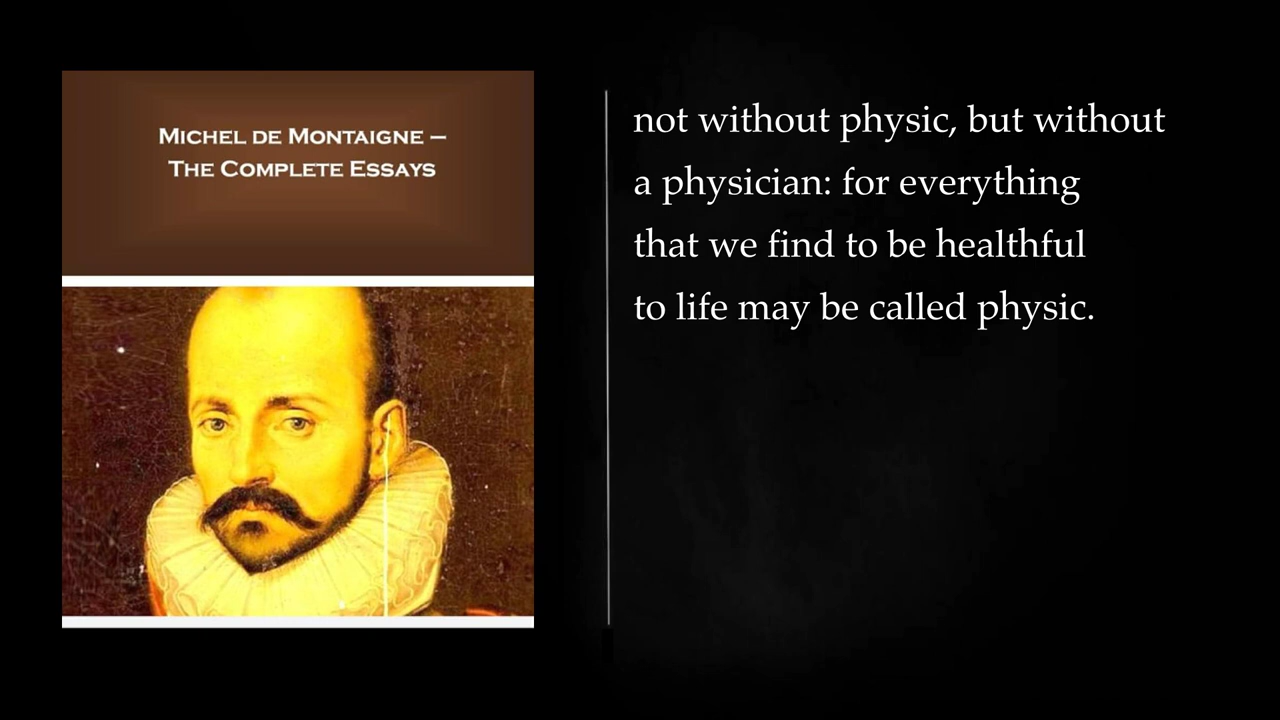 MICHEL DE MONTAIGNE –
THE COMPLETE ESSAYS
not without physic, but without
a physician: for everything
that we find to be healthful
to life may be called physic.